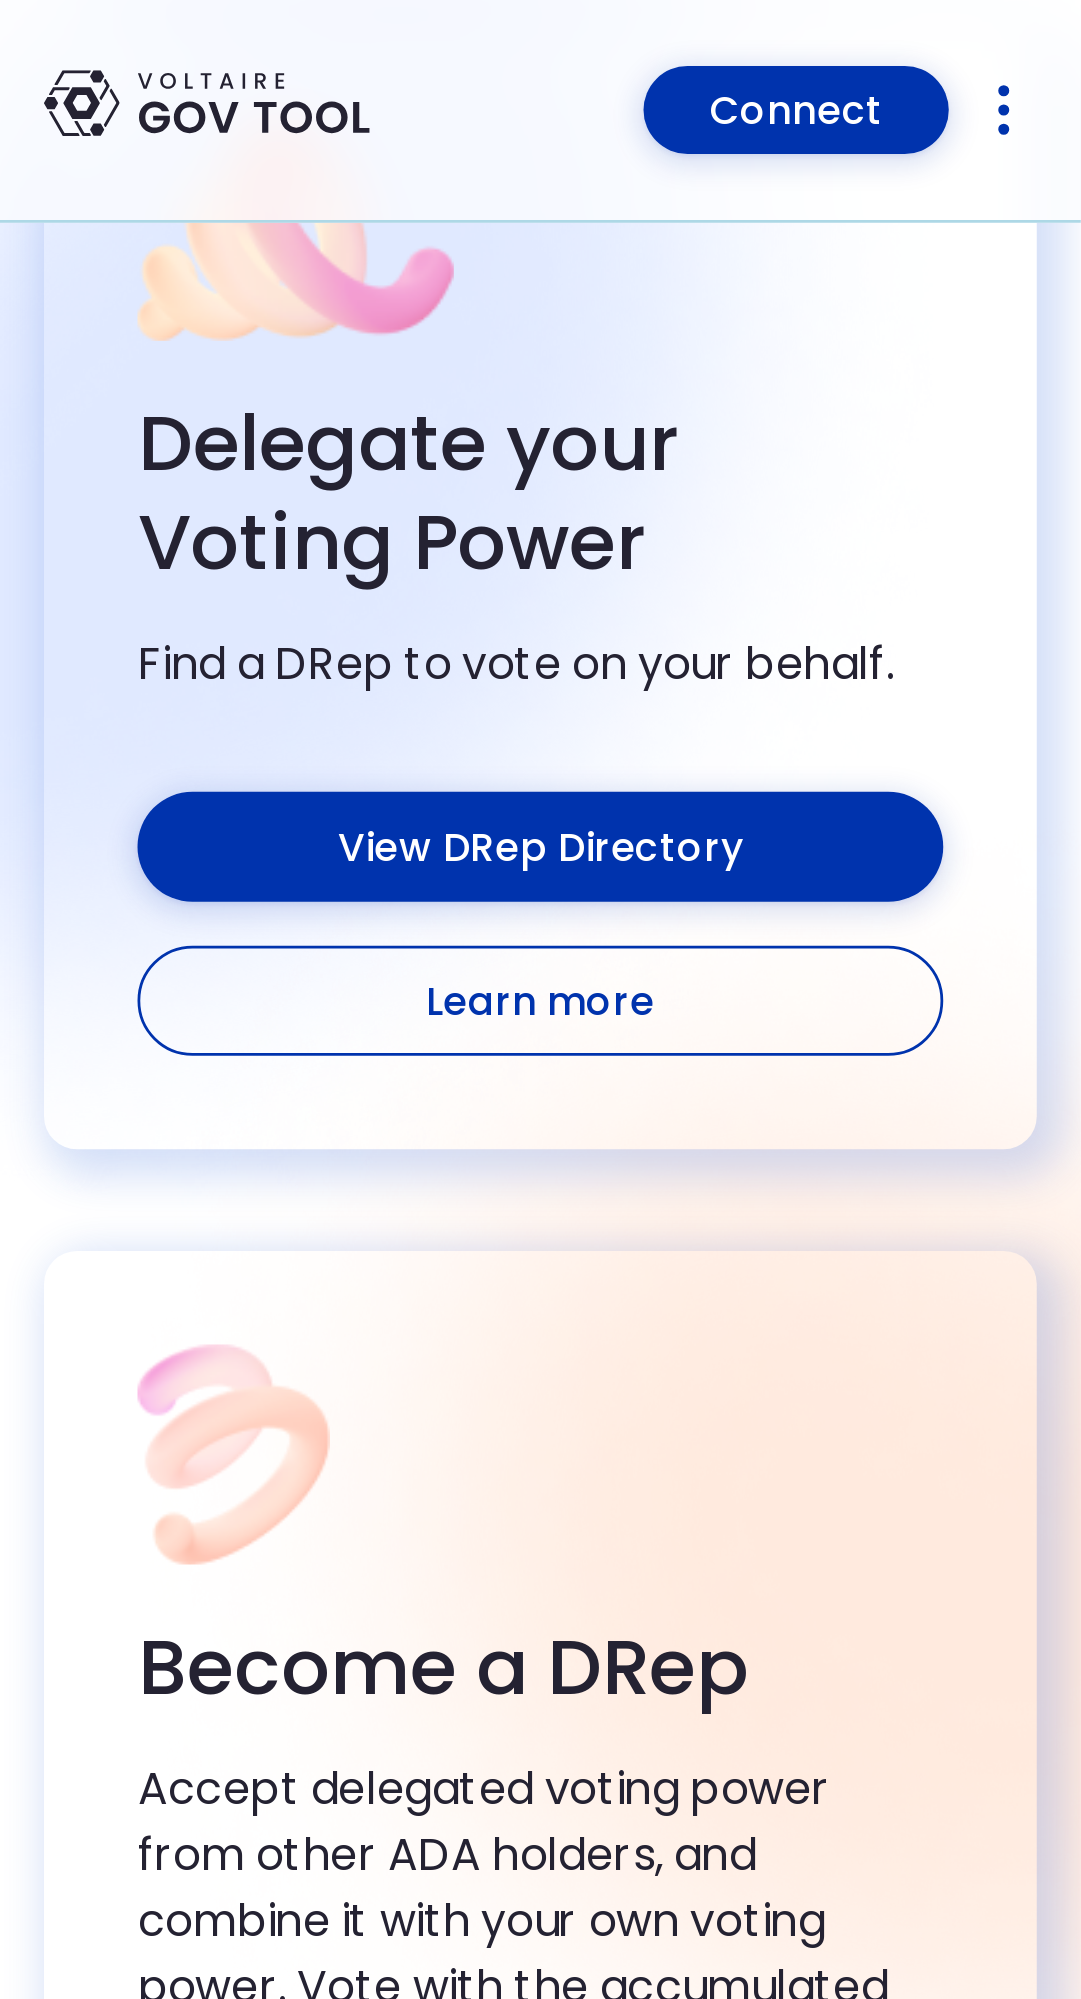 VOLTAIRE
GOV TOOL
Connect
Delegate your
Voting Power
Find a DRep to vote on your behalf.
View DRep Directory
Learn more
Become a DRep
Accept delegated voting power
from other ADA holders, and
combine it with your own voting
power. Vote with the accumulated